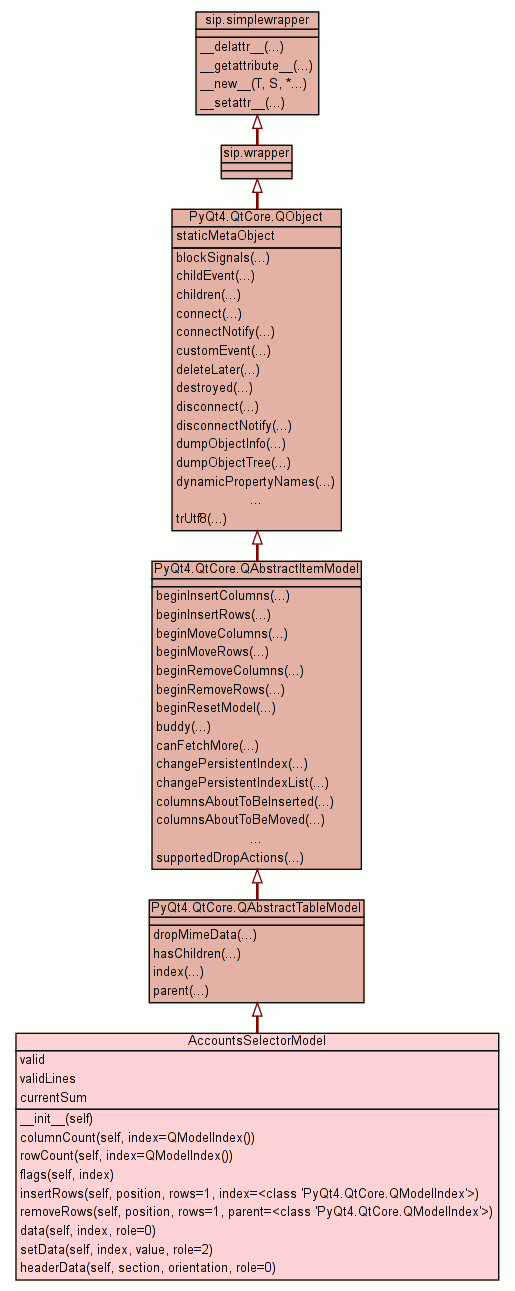 sip.simplewrapper
__delattr__(...)
__getattribute__(...)
__new__(T, S, *...)
__setattr__(...)
sip.wrapper
PyQt4.QtCore.QObject
staticMetaObject
blockSignals(...)
childEvent(...)
children(...)
connect(...)
connectNotify(...)
customEvent(...)
deleteLater(...)
destroyed(...)
disconnect(...)
disconnectNotify(...)
dumpObjectInfo(...)
dumpObjectTree(...)
dynamicPropertyNames(...)
...
trUtf8(...)
PyQt4.QtCore.QAbstractItemModel
beginInsertColumns(...)
beginInsertRows(...)
beginMoveColumns(...)
beginMoveRows(...)
beginRemoveColumns(...)
beginRemoveRows(...)
beginResetModel(...)
buddy(...)
canFetchMore(...)
changePersistentIndex(...)
changePersistentIndexList(...)
columnsAboutToBeInserted(...)
columnsAboutToBeMoved(...)
...
supportedDropActions(...)
PyQt4.QtCore.QAbstractTableModel
dropMimeData(...)
hasChildren(...)
index(...)
parent(...)
AccountsSelectorModel
valid
validLines
currentSum
__init__(self)
columnCount(self, index=QModelIndex())
rowCount(self, index=QModelIndex())
flags(self, index)
insertRows(self, position, rows=1, index=<class 'PyQt4.QtCore.QModelIndex'>)
removeRows(self, position, rows=1, parent=<class 'PyQt4.QtCore.QModelIndex'>)
data(self, index, role=0)
setData(self, index, value, role=2)
headerData(self, section, orientation, role=0)